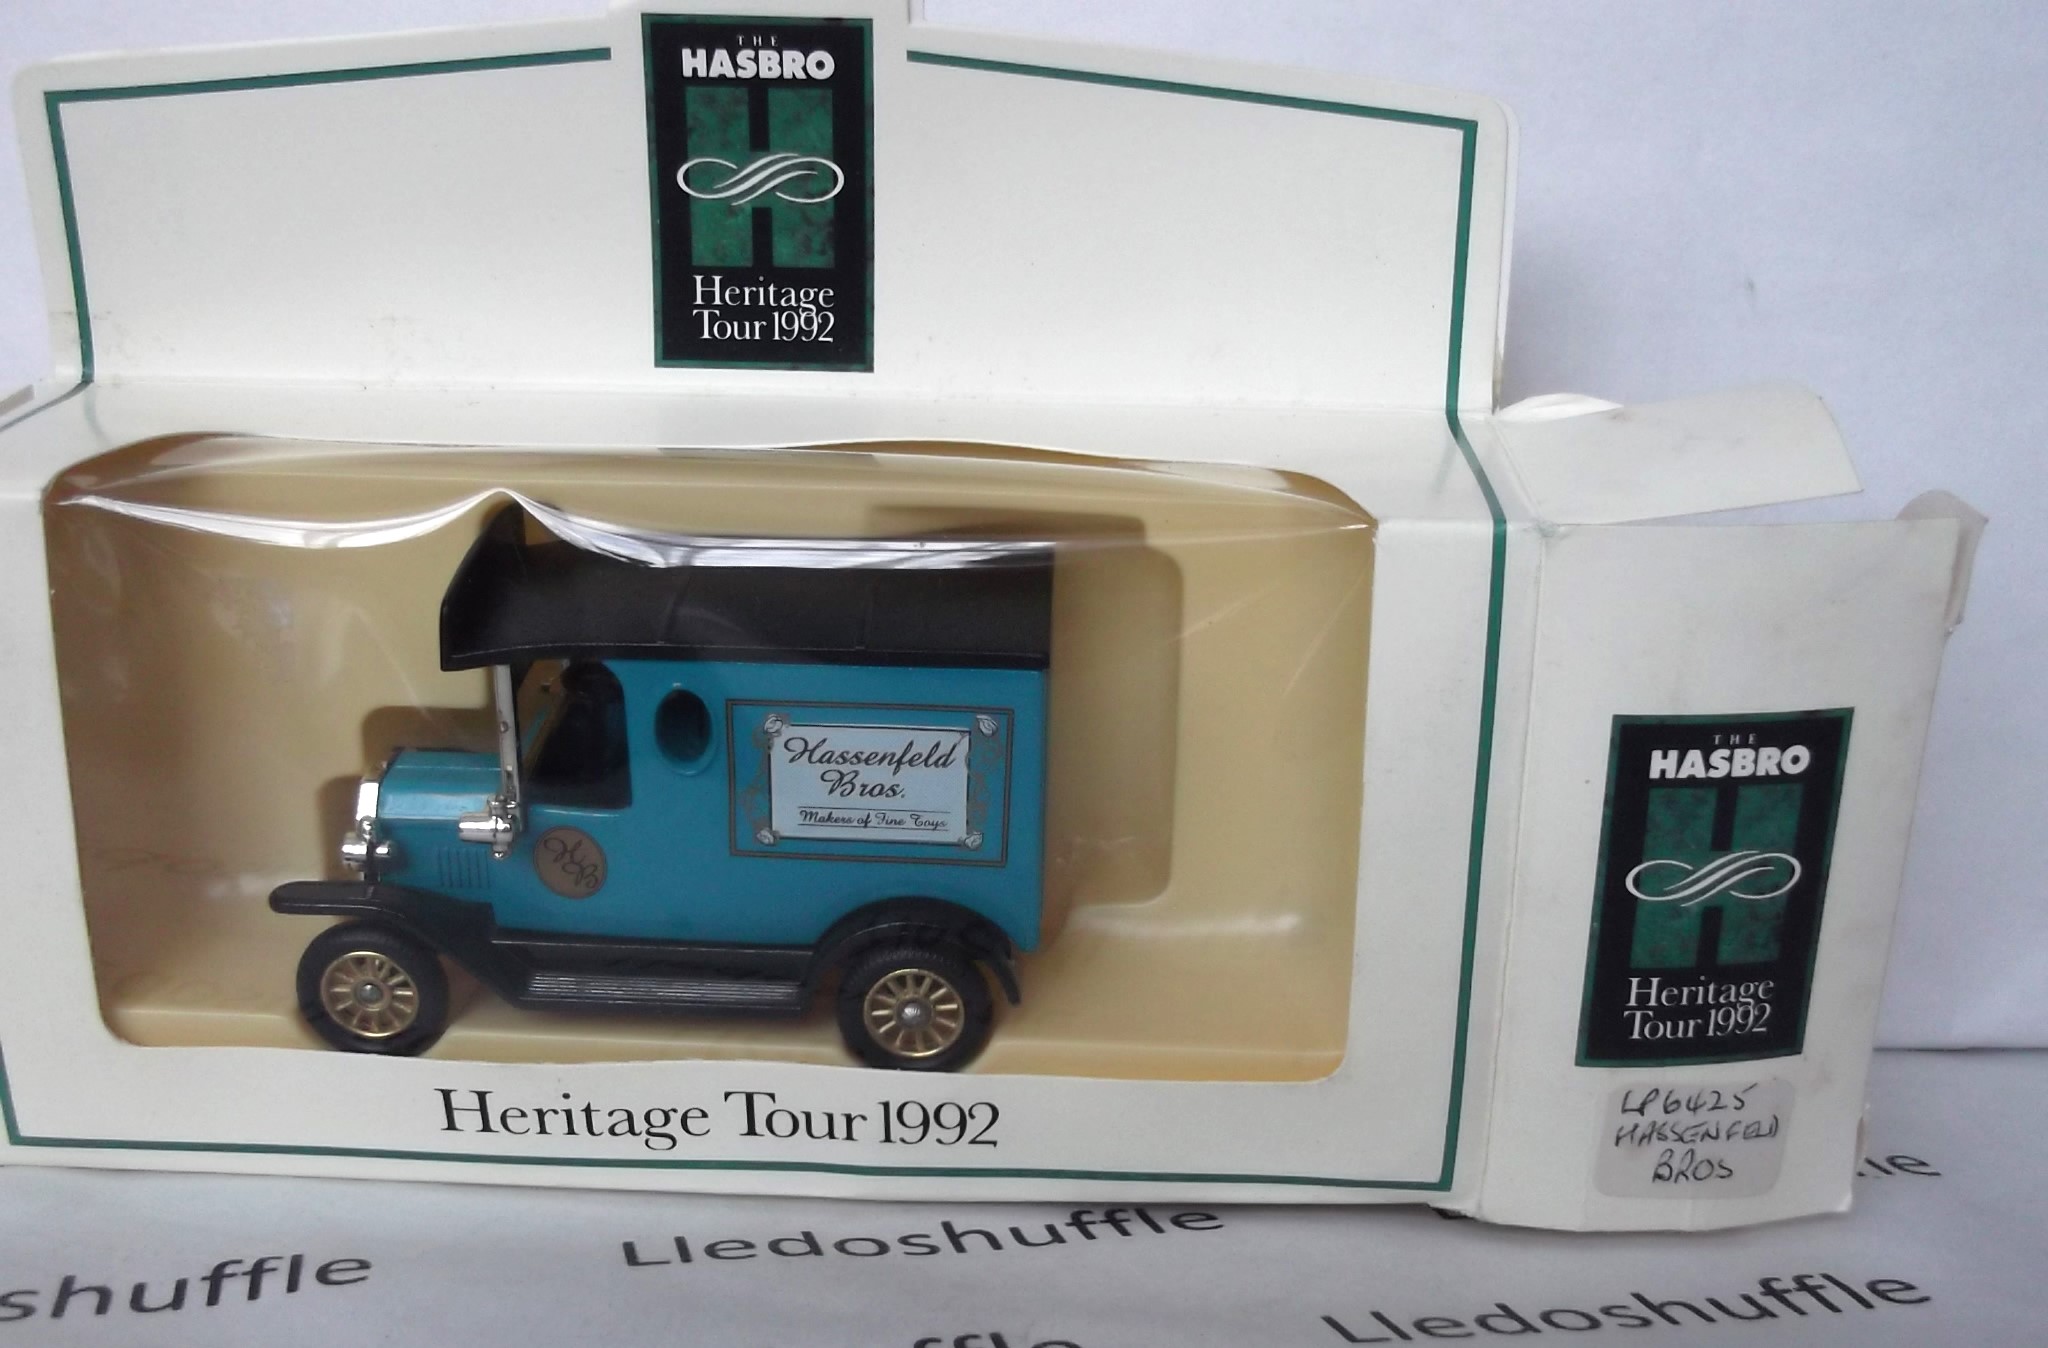 THE
HASBRO
Heritage
Tour 1992
Hassenfeld
Bros.
Makers of Fine Toys
HB
Heritage Tour 1992
THE
HASBRO
Heritage
Tour 1992
LP6425
HASSENFELD
BROS
Lledoshuffle
shuffle
Lledoshuffle